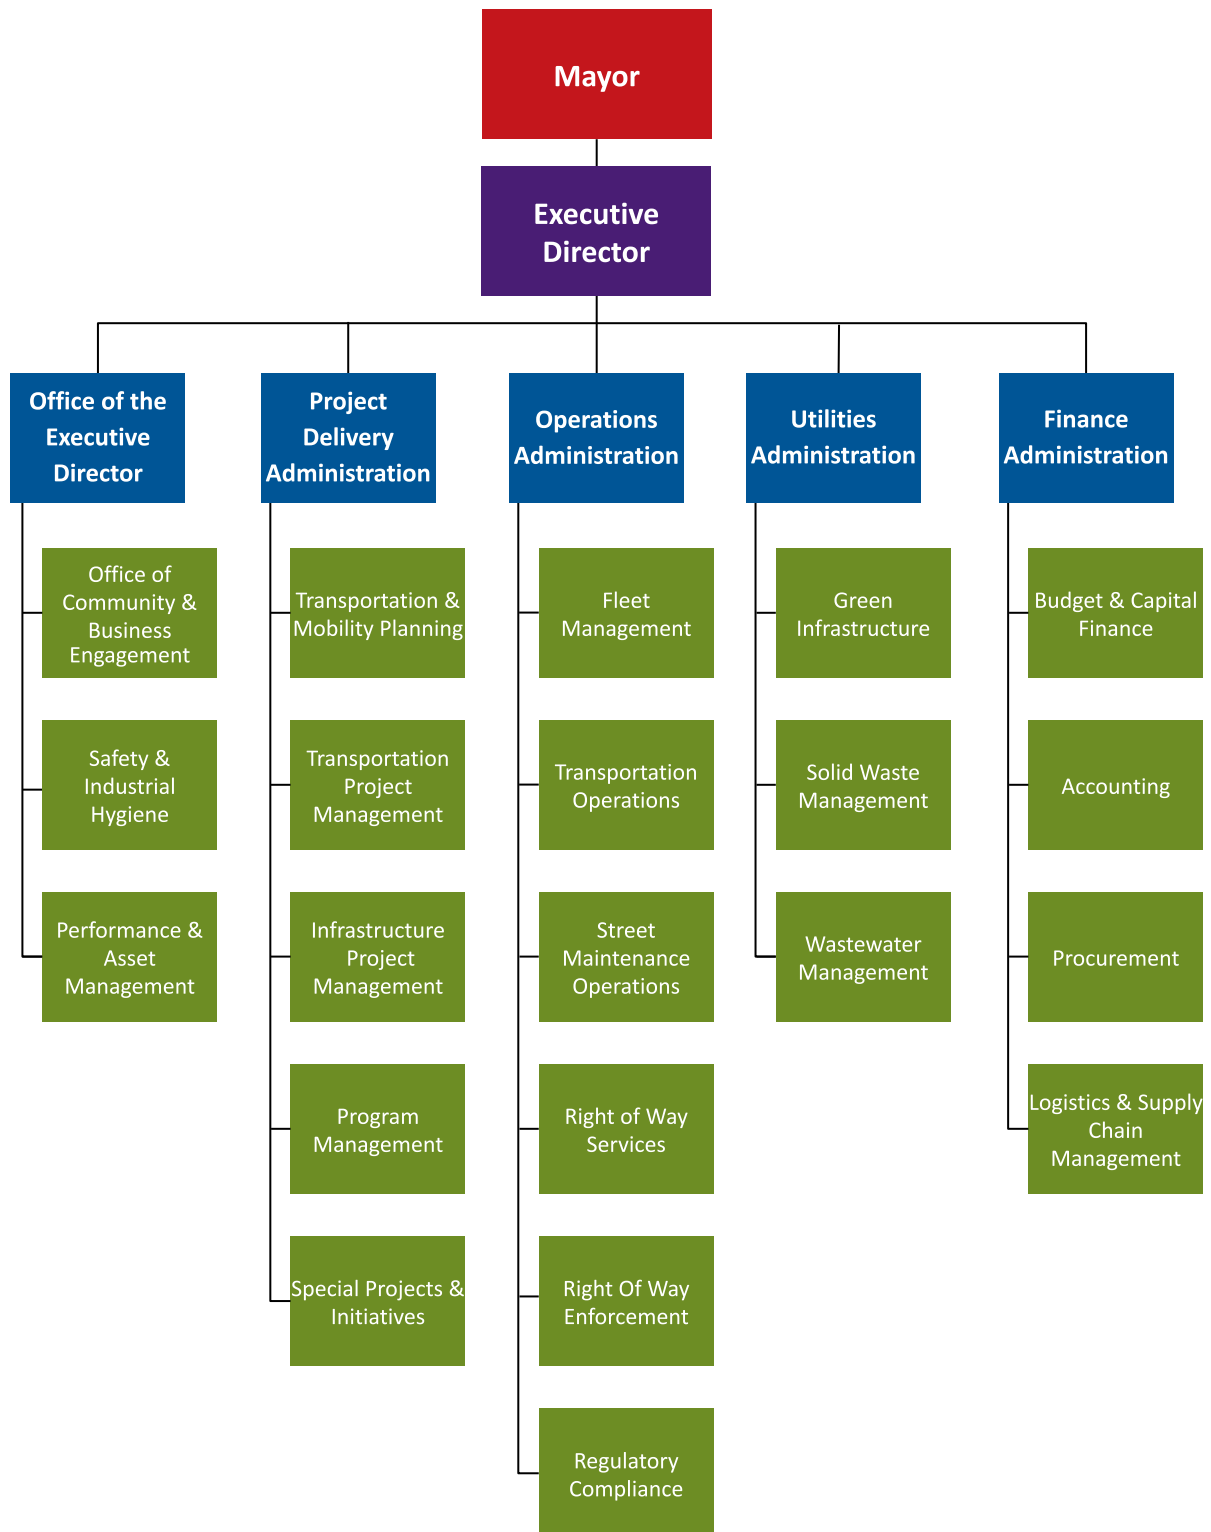 Mayor
Executive
Director
Office of the
Executive
Director
Project
Delivery
Administration
Operations
Administration
Utilities
Administration
Finance
Administration
Office of
Community &
Business
Engagement
Safety &
Industrial
Hygiene
Performance &
Asset
Management
Transportation &
Mobility Planning
Transportation
Project
Management
Infrastructure
Project
Management
Program
Management
Special Projects &
Initiatives
Fleet
Management
Transportation
Operations
Street
Maintenance
Operations
Right of Way
Services
Right Of Way
Enforcement
Regulatory
Compliance
Green
Infrastructure
Solid Waste
Management
Wastewater
Management
Budget & Capital
Finance
Accounting
Procurement
Logistics & Supply
Chain
Management